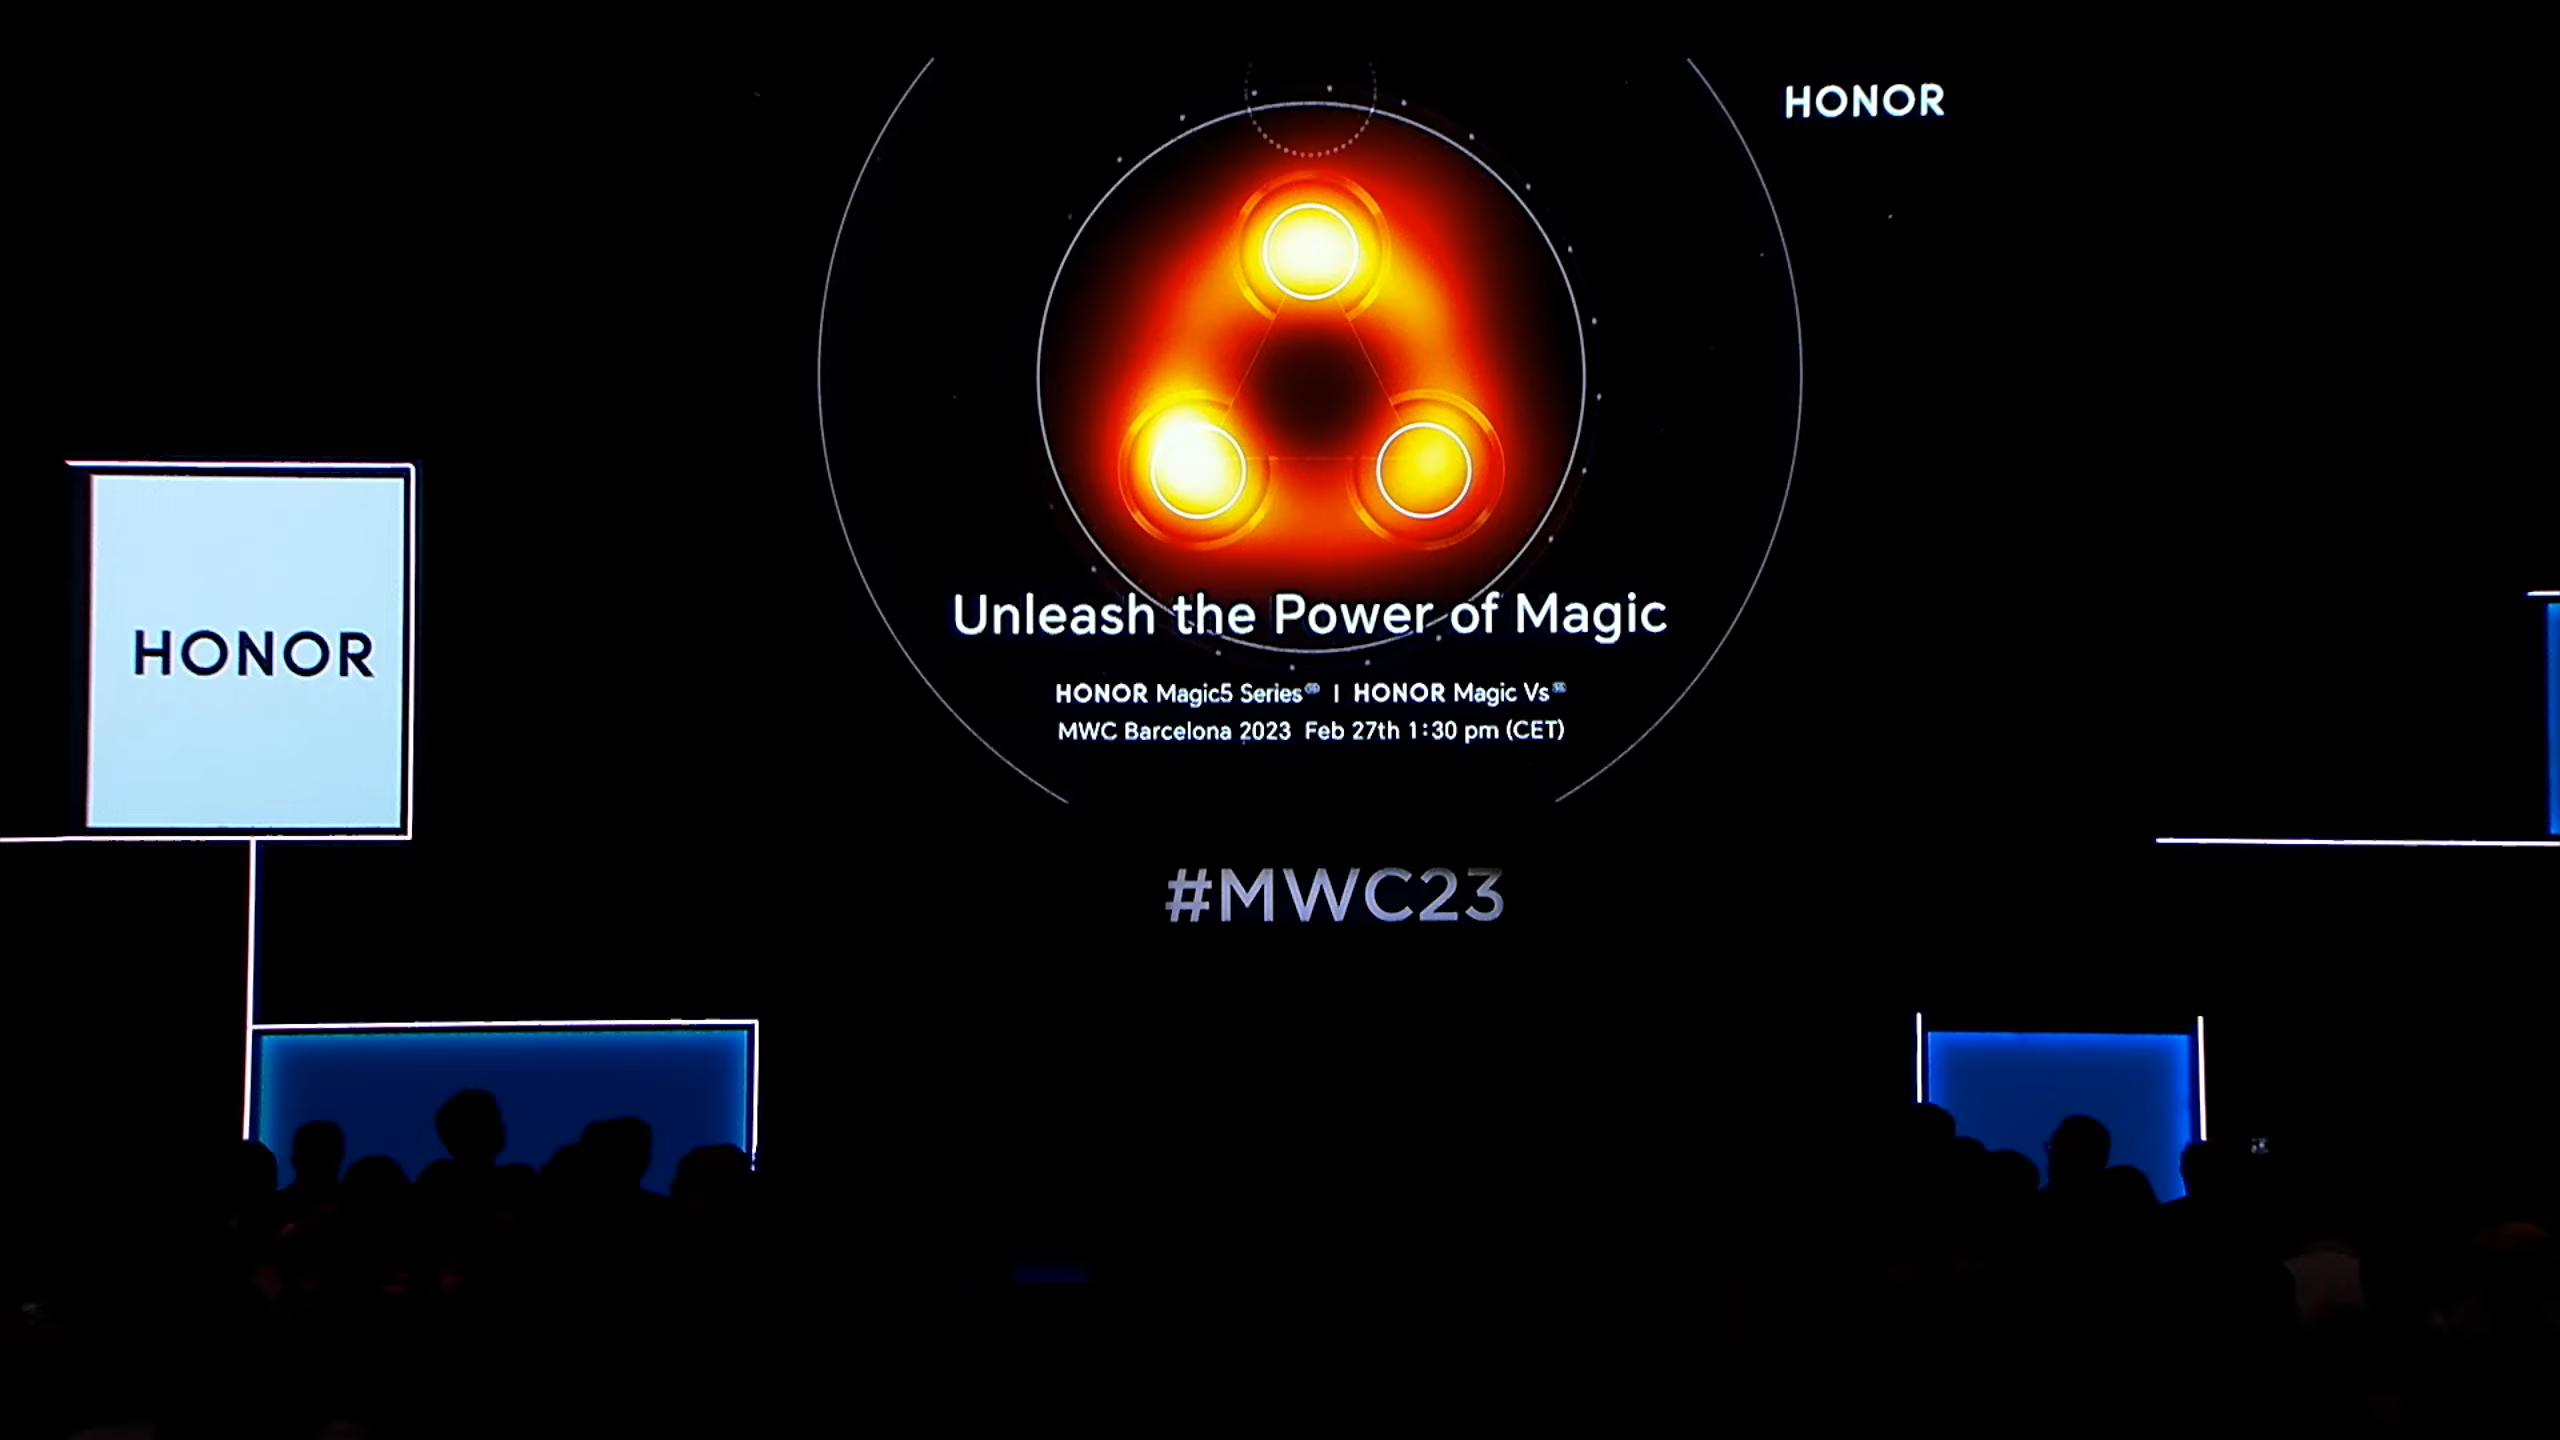 HONOR
HONOR
Unleash the Power of Magic
HONOR Magic5 Series | HONOR Magic Vs
MWC Barcelona 2023 Feb 27th 1:30 pm (CET)
#MWC23